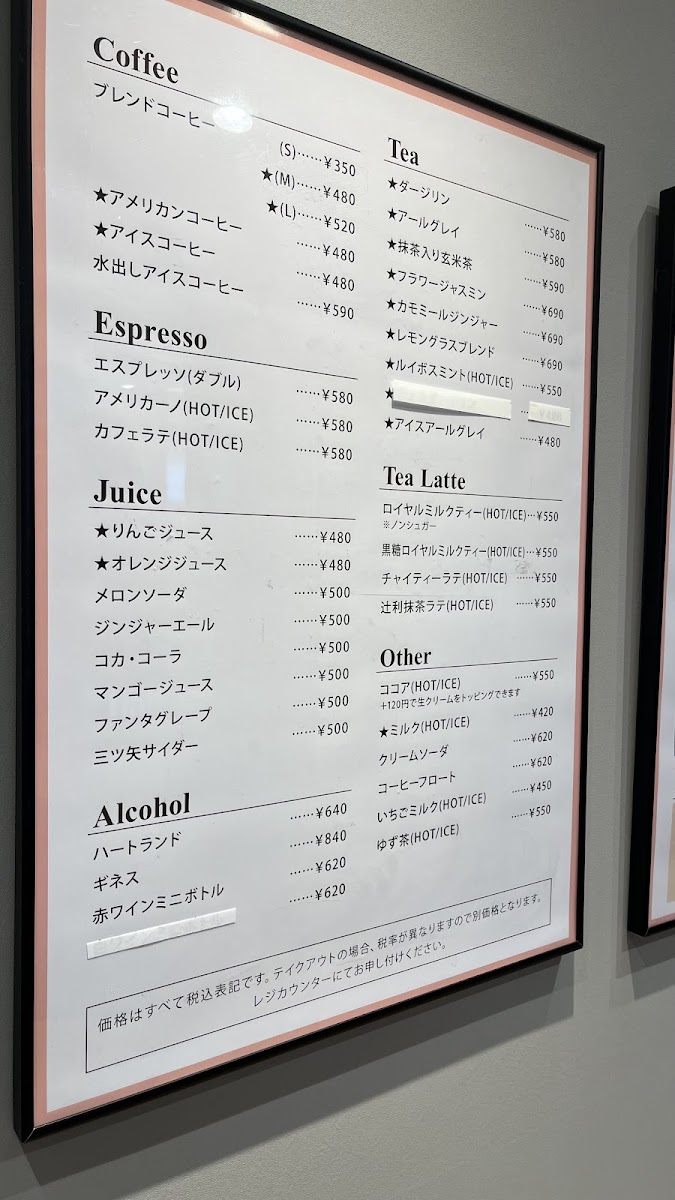 Coffee
ブレンドコーヒー
(S)……¥350
★(M)……¥480
★(L)……¥520
★アメリカンコーヒー ……¥480
★アイスコーヒー ……¥480
水出しアイスコーヒー ……¥590
Espresso
エスプレッソ(ダブル) ……¥580
アメリカーノ(HOT/ICE) ……¥580
カフェラテ(HOT/ICE) ……¥580
Juice
★りんごジュース ……¥480
★オレンジジュース ……¥480
メロンソーダ ……¥500
ジンジャーエール ……¥500
コカ・コーラ ……¥500
マンゴージュース ……¥500
ファンタグレープ ……¥500
三ツ矢サイダー ……¥500
Alcohol
ハートランド ……¥640
ギネス ……¥840
赤ワインミニボトル ……¥620
……¥620
Tea
★ダージリン ……¥580
★アールグレイ ……¥580
★抹茶入り玄米茶 ……¥590
★フラワージャスミン ……¥690
★カモミールジンジャー ……¥690
★レモングラスブレンド ……¥690
★ルイボスミント(HOT/ICE) ……¥550
★
★アイスアールグレイ ……¥480
Tea Latte
ロイヤルミルクティー(HOT/ICE)…¥550
※ノンシュガー
黒糖ロイヤルミルクティー(HOT/ICE)…¥550
チャイティーラテ(HOT/ICE) ……¥550
辻利抹茶ラテ(HOT/ICE) ……¥550
Other
ココア(HOT/ICE) ……¥550
+120円で生クリームをトッピングできます
★ミルク(HOT/ICE) ……¥420
クリームソーダ ……¥620
コーヒーフロート ……¥620
いちごミルク(HOT/ICE) ……¥450
ゆず茶(HOT/ICE) ……¥550
価格はすべて税込表記です。テイクアウトの場合、税率が異なりますので別価格となります。
レジカウンターにてお申し付けください。